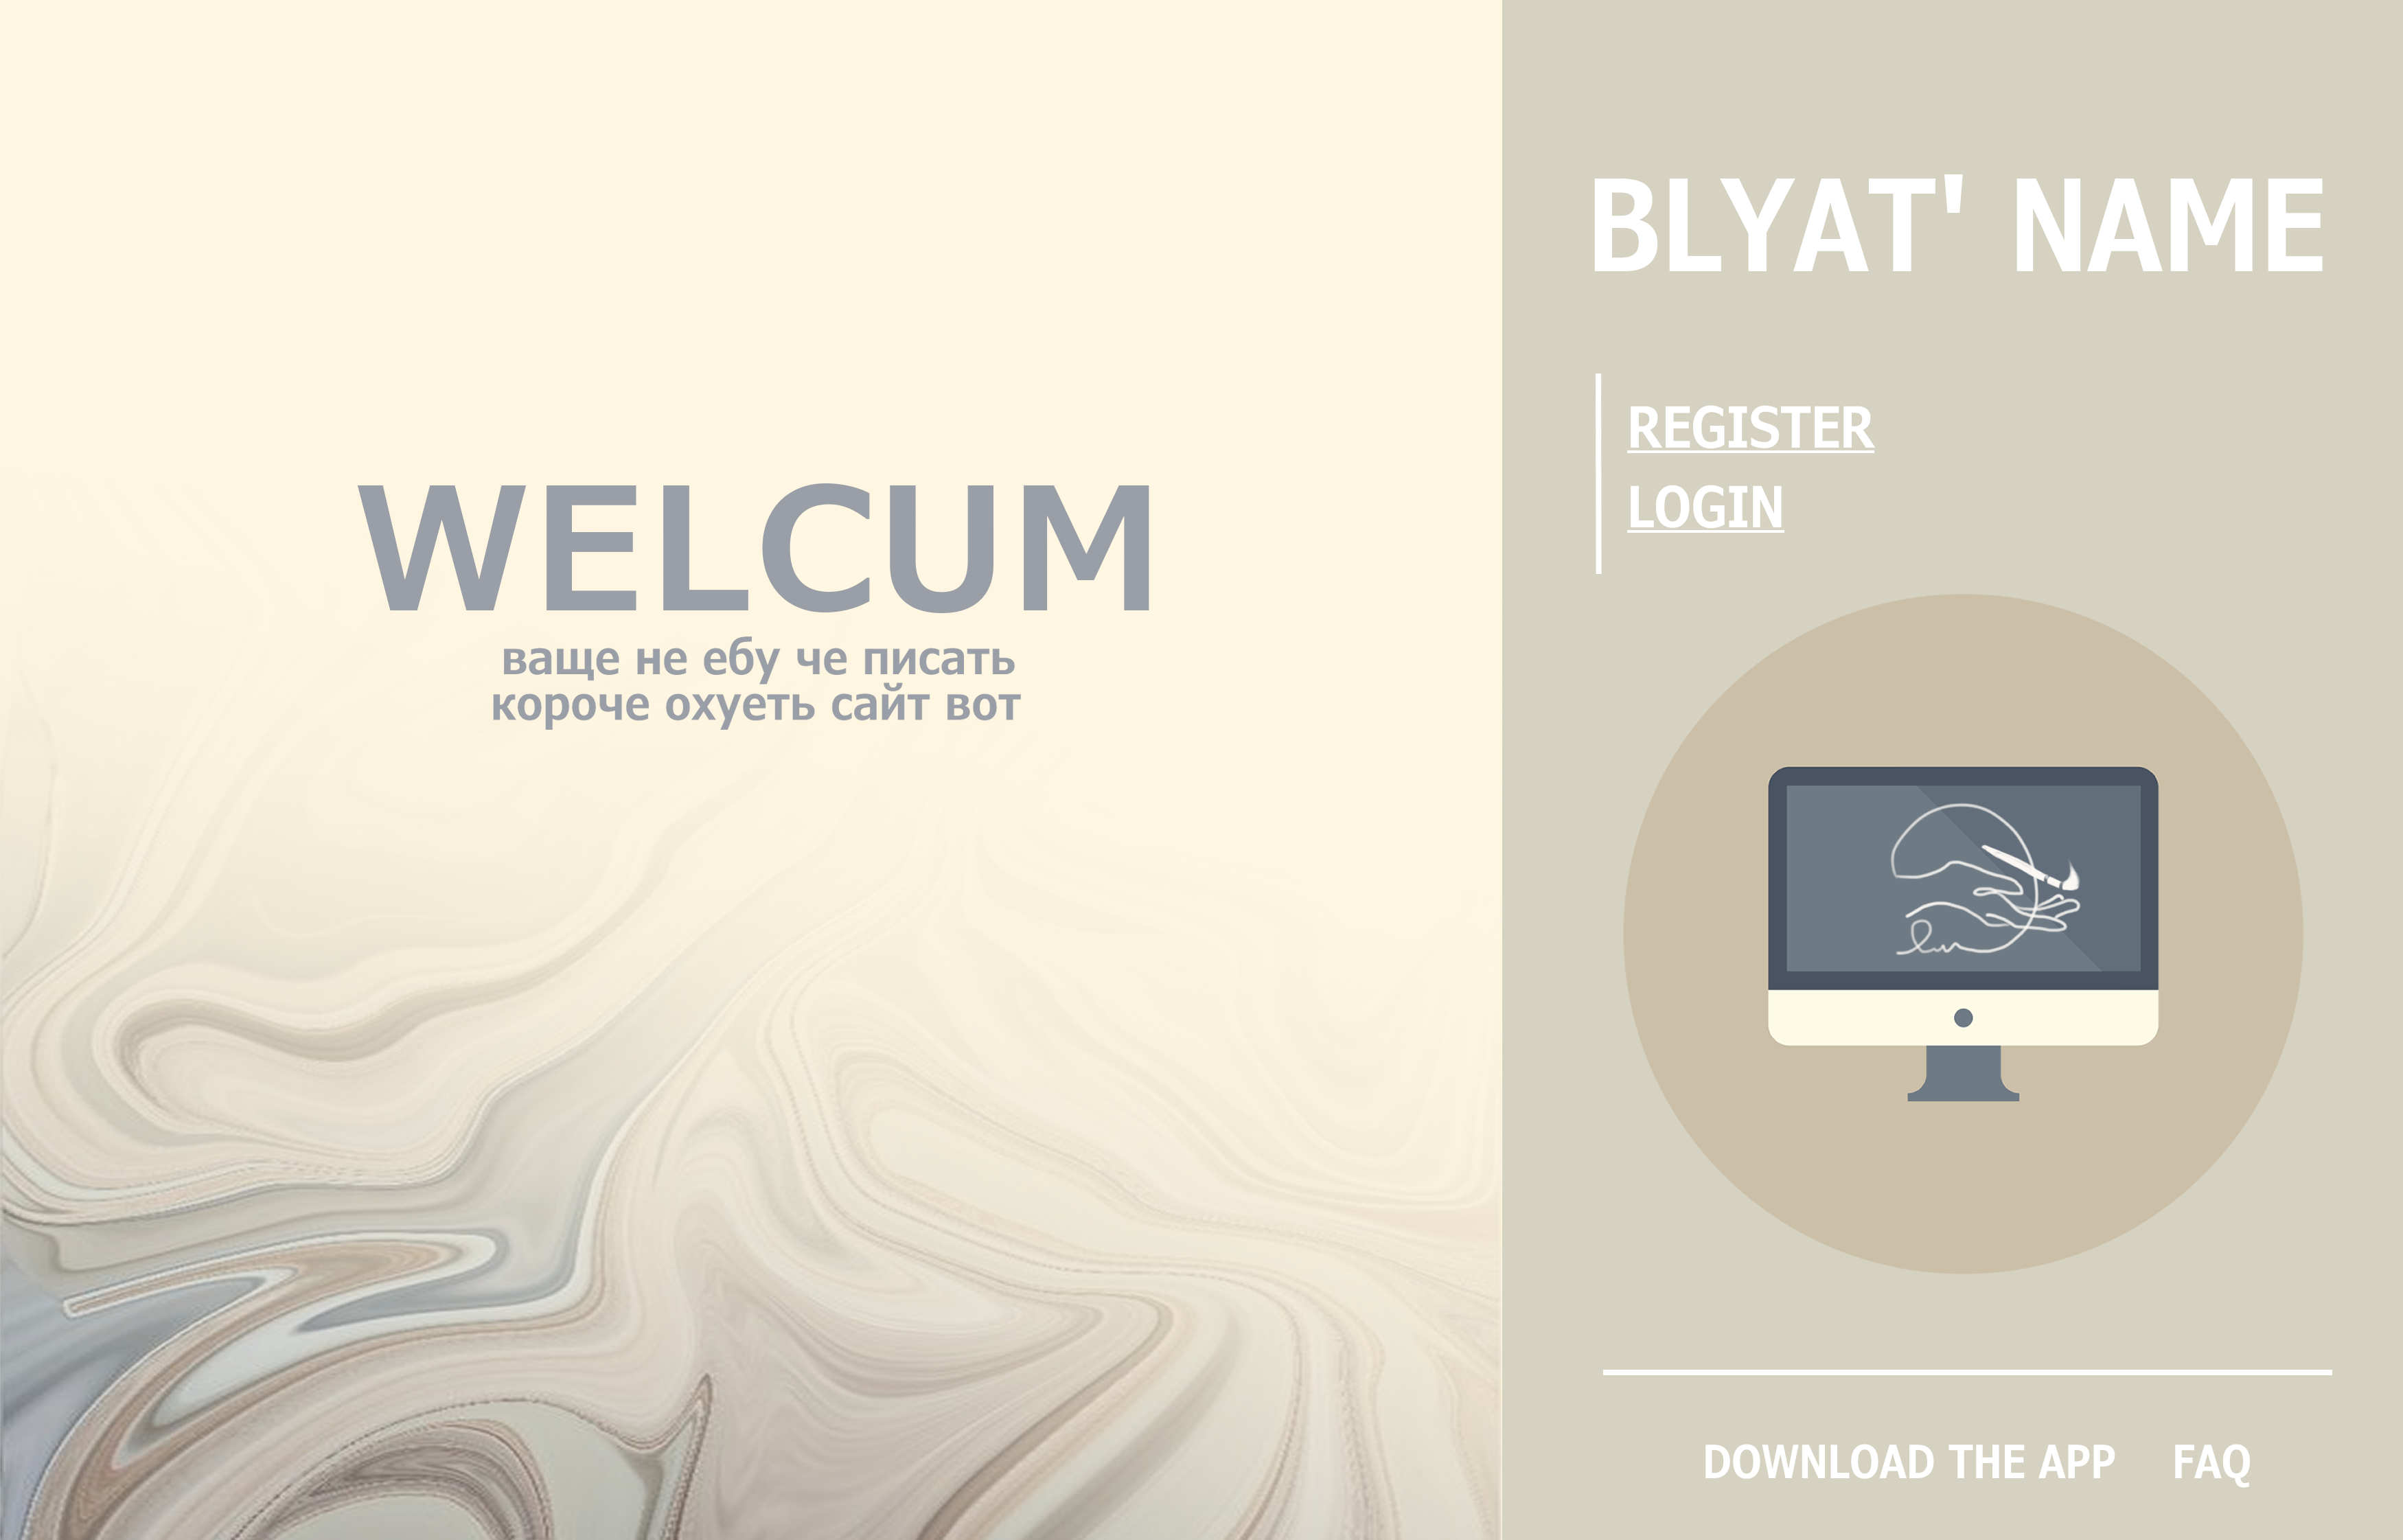 WELCUM
ваще не ебу че писать
короче охуеть сайт вот
BLYAT' NAME
REGISTER
LOGIN
DOWNLOAD THE APP FAQ